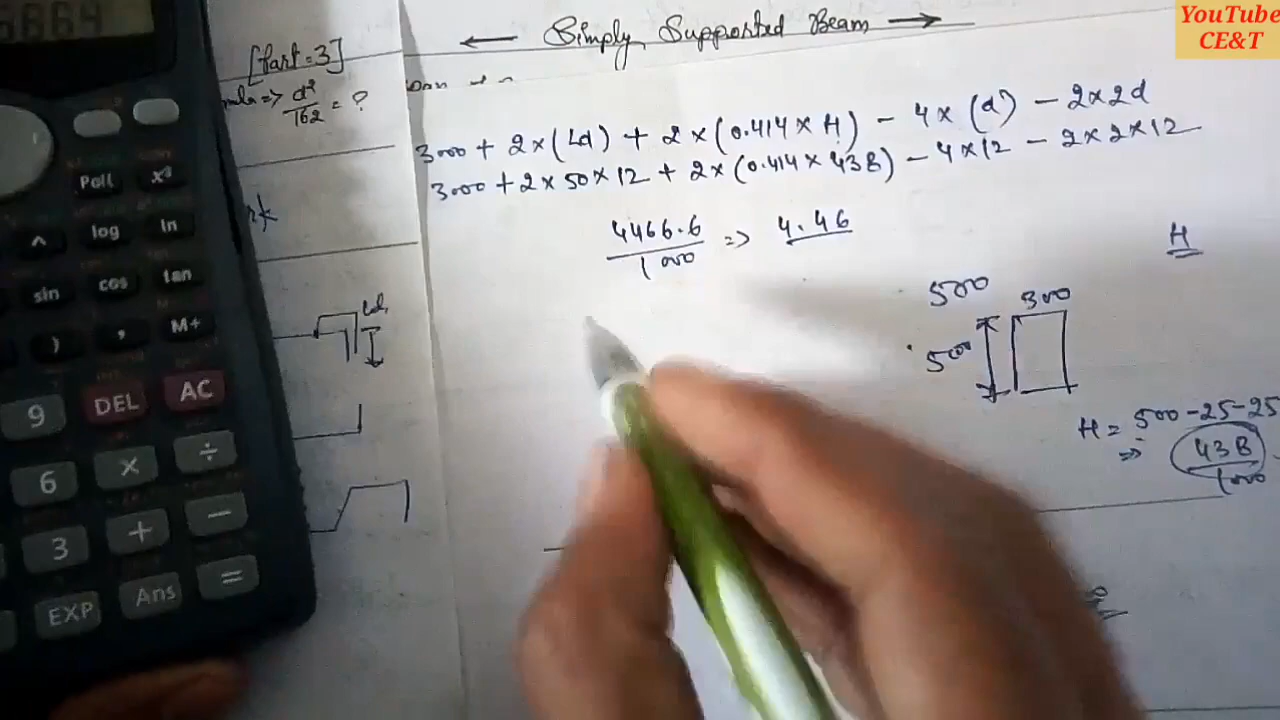 YouTube
CE&T
← Simply Supported Beam →
[Part=3]
=> d²/162 = ?
3000 + 2×(Ld) + 2×(0.414×H) - 4×(d) - 2×2d
3000 + 2×50×12 + 2×(0.414×438) - 4×12 - 2×2×12
4466.6/1000 => 4.46
H
500
300
500
Ld
H = 500-25-25
=> 438/1000
Pol(
x³
^
log
ln
sin
cos
tan
)
,
M+
9
DEL
AC
6
×
÷
3
+
−
EXP
Ans
=